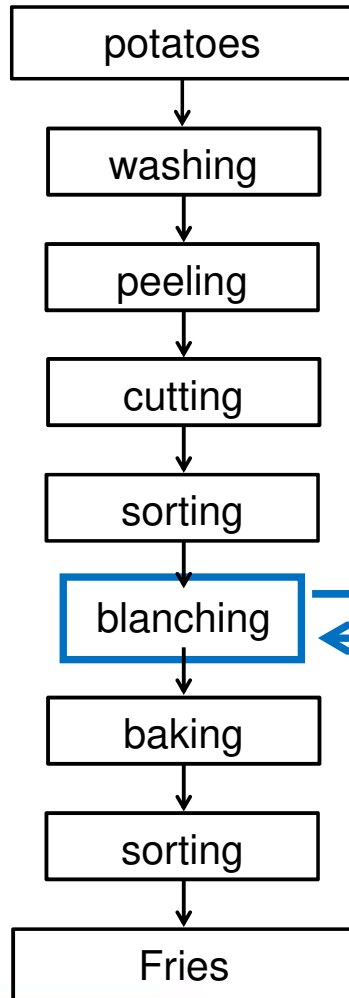 potatoes
washing
peeling
cutting
sorting
blanching
baking
sorting
Fries